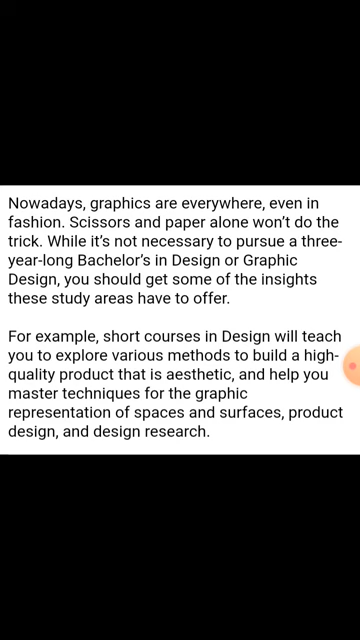 Nowadays, graphics are everywhere, even in
fashion. Scissors and paper alone won't do the
trick. While it's not necessary to pursue a three-
year-long Bachelor's in Design or Graphic
Design, you should get some of the insights
these study areas have to offer.
For example, short courses in Design will teach
you to explore various methods to build a high-
quality product that is aesthetic, and help you
master techniques for the graphic
representation of spaces and surfaces, product
design, and design research.